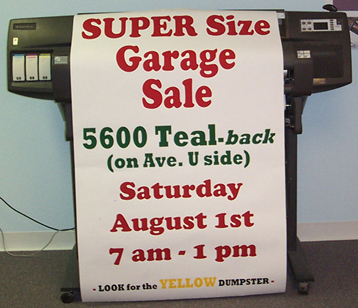 SUPER Size
Garage
Sale
5600 Teal-back
(on Ave. U side)
Saturday
August 1st
7 am - 1 pm
- LOOK for the YELLOW DUMPSTER -